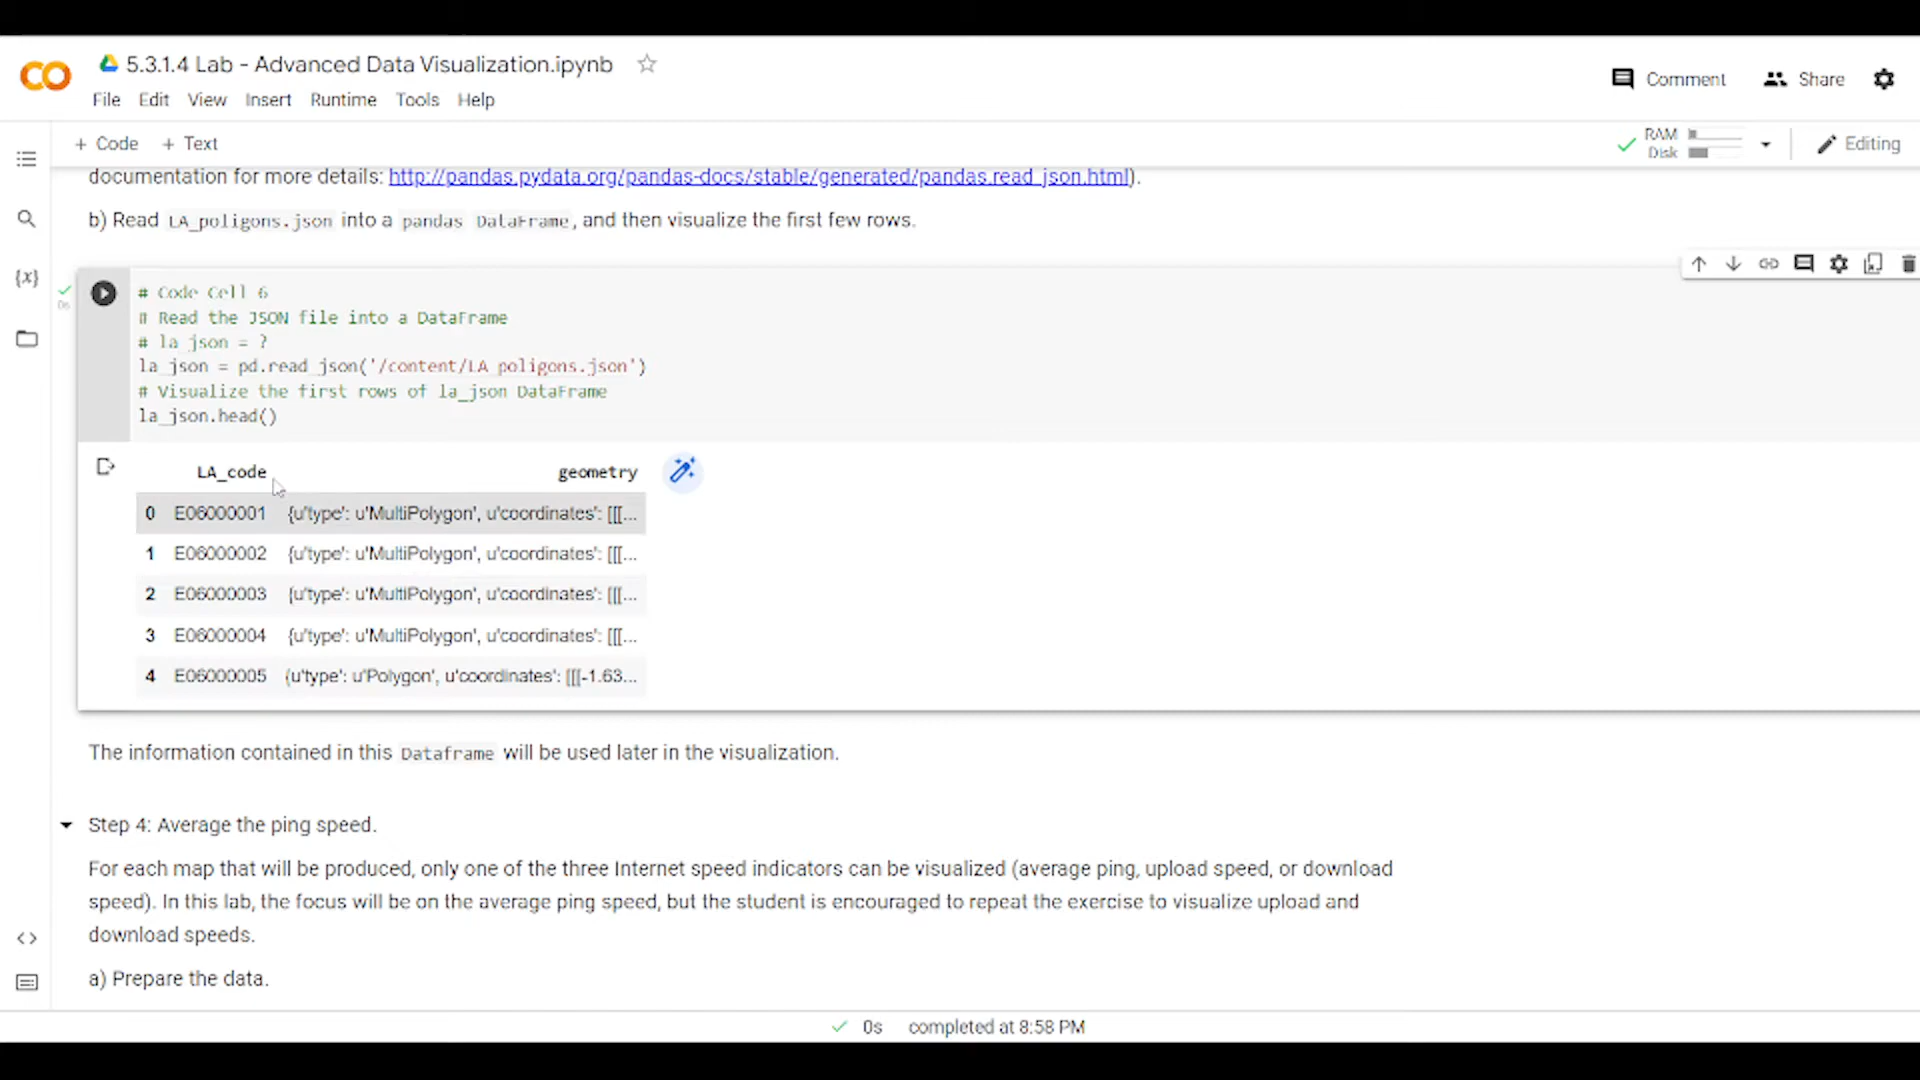 5.3.1.4 Lab - Advanced Data Visualization.ipynb
File Edit View Insert Runtime Tools Help
Comment Share
+ Code + Text
RAM
Disk
Editing
documentation for more details: http://pandas.pydata.org/pandas-docs/stable/generated/pandas.read_json.html).
b) Read LA_poligons.json into a pandas DataFrame, and then visualize the first few rows.
{x}
0s
# Code Cell 6
# Read the JSON file into a DataFrame
# la_json = ?
la_json = pd.read_json('/content/LA_poligons.json')
# Visualize the first rows of la_json DataFrame
la_json.head()
LA_code geometry
0 E06000001 {u'type': u'MultiPolygon', u'coordinates': [[[...
1 E06000002 {u'type': u'MultiPolygon', u'coordinates': [[[...
2 E06000003 {u'type': u'MultiPolygon', u'coordinates': [[[...
3 E06000004 {u'type': u'MultiPolygon', u'coordinates': [[[...
4 E06000005 {u'type': u'Polygon', u'coordinates': [[[-1.63...
The information contained in this Dataframe will be used later in the visualization.
Step 4: Average the ping speed.
For each map that will be produced, only one of the three Internet speed indicators can be visualized (average ping, upload speed, or download
speed). In this lab, the focus will be on the average ping speed, but the student is encouraged to repeat the exercise to visualize upload and
download speeds.
a) Prepare the data.
0s completed at 8:58 PM